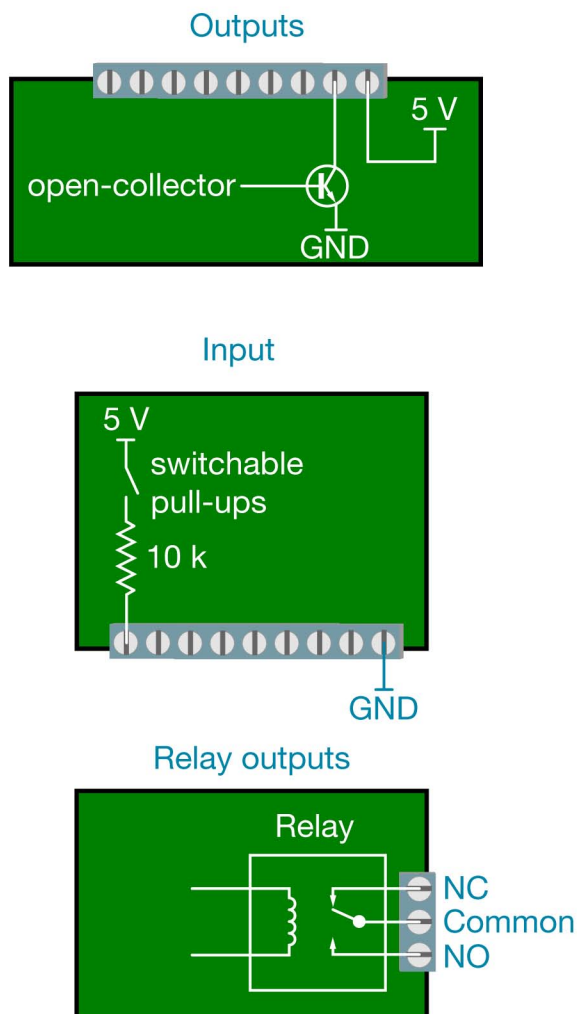 Outputs
5 V
open-collector
GND
Input
5 V
switchable
pull-ups
10 k
GND
Relay outputs
Relay
NC
Common
NO